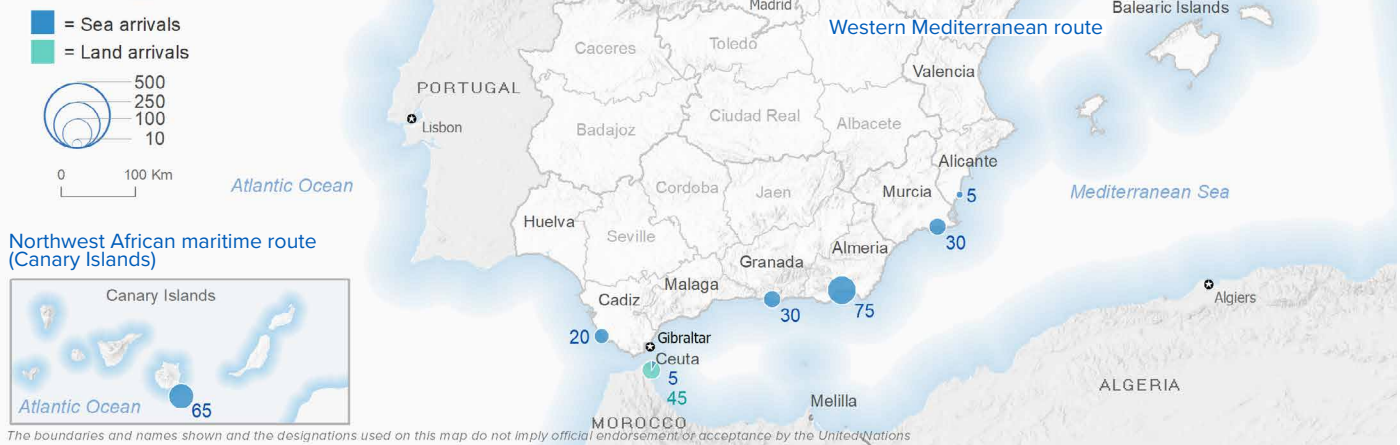 = Sea arrivals
= Land arrivals
500
250
100
10
0 100 Km
Madrid
Western Mediterranean route
Balearic Islands
Caceres
Toledo
Valencia
PORTUGAL
Lisbon
Badajoz
Ciudad Real
Albacete
Alicante
Atlantic Ocean
Cordoba
Jaen
Murcia
5
Mediterranean Sea
Huelva
Seville
30
Northwest African maritime route
(Canary Islands)
Almeria
Granada
Malaga
Cadiz
75
30
20
Gibraltar
Ceuta
5
45
Algiers
ALGERIA
Melilla
MOROCCO
Canary Islands
Atlantic Ocean
65
The boundaries and names shown and the designations used on this map do not imply official endorsement or acceptance by the United Nations